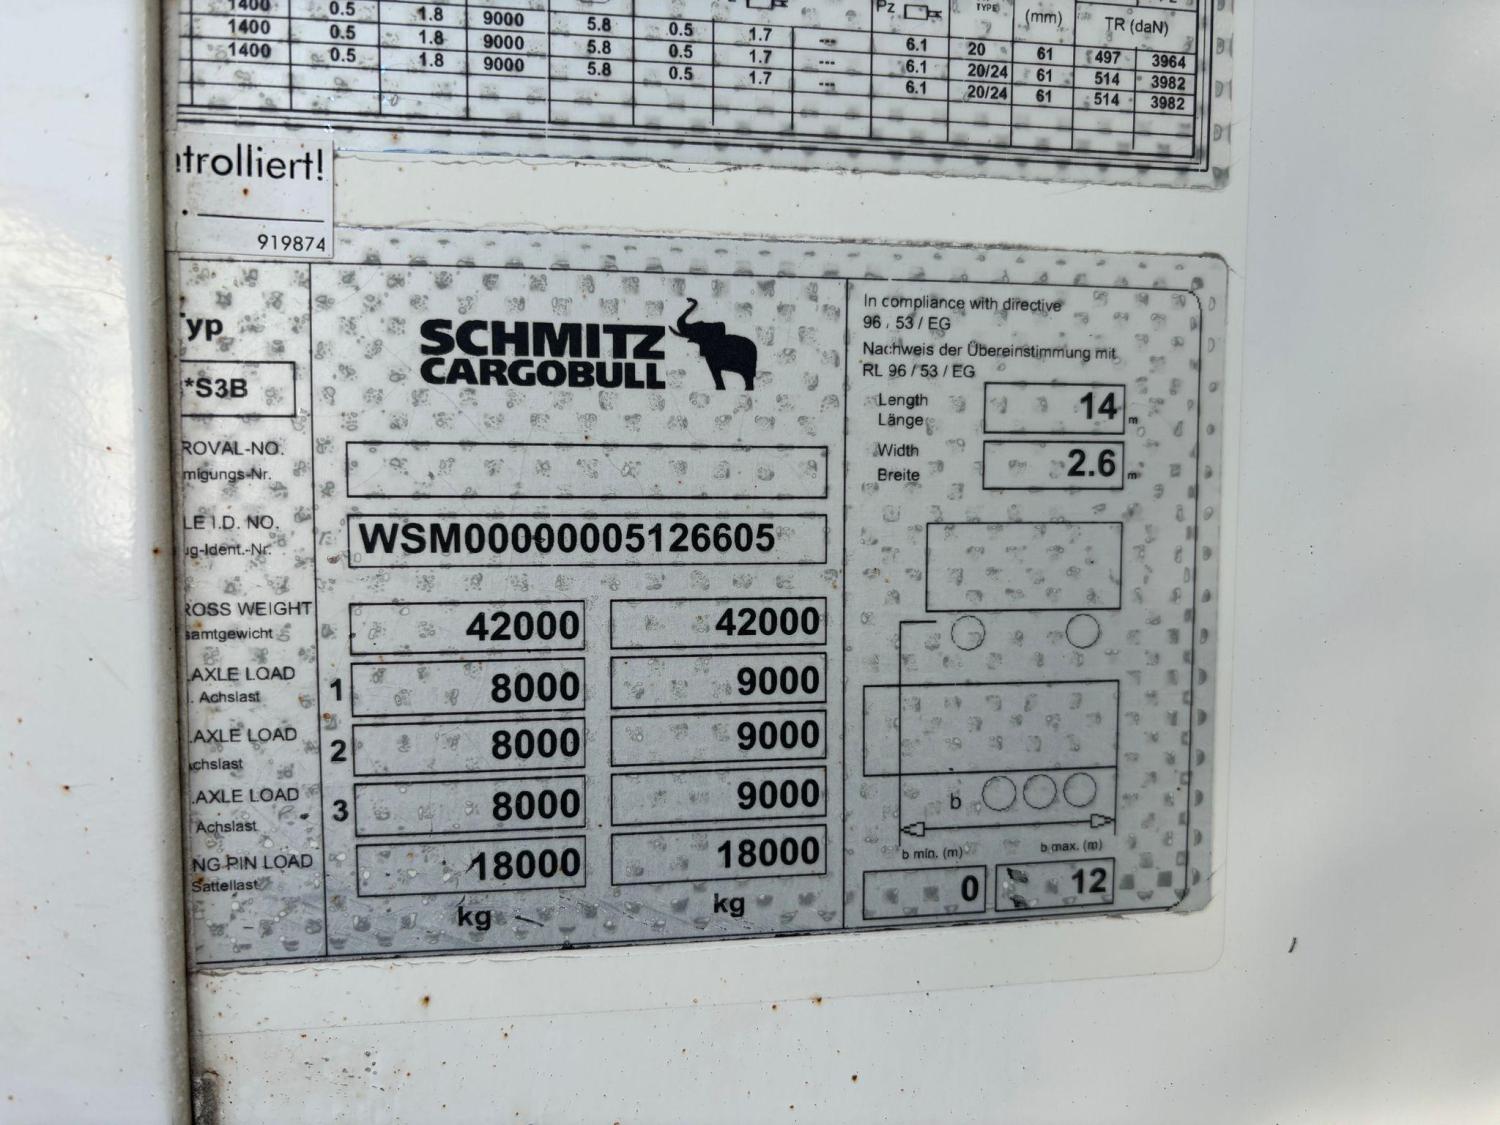 Pz TYPE (mm) TR (daN)
1400 0.5 1.8 9000 5.8 0.5 1.7 --- 6.1 20 61 497 3964
1400 0.5 1.8 9000 5.8 0.5 1.7 --- 6.1 20/24 61 514 3982
1400 0.5 1.8 9000 5.8 0.5 1.7 --- 6.1 20/24 61 514 3982
ntrolliert!
919874
Typ
*S3B
SCHMITZ
CARGOBULL
ROVAL-NO.
migungs-Nr.
LE I.D. NO.
ug-Ident.-Nr.
WSM00000005126605
ROSS WEIGHT
samtgewicht
42000 42000
.AXLE LOAD
. Achslast
1 8000 9000
.AXLE LOAD
achslast
2 8000 9000
.AXLE LOAD
Achslast
3 8000 9000
NG PIN LOAD
Sattellast
18000 18000
kg kg
In compliance with directive
96 / 53 / EG
Nachweis der Übereinstimmung mit
RL 96 / 53 / EG
Length
Länge
14 m
Width
Breite
2.6 m
b
b min. (m) b max. (m)
0 12